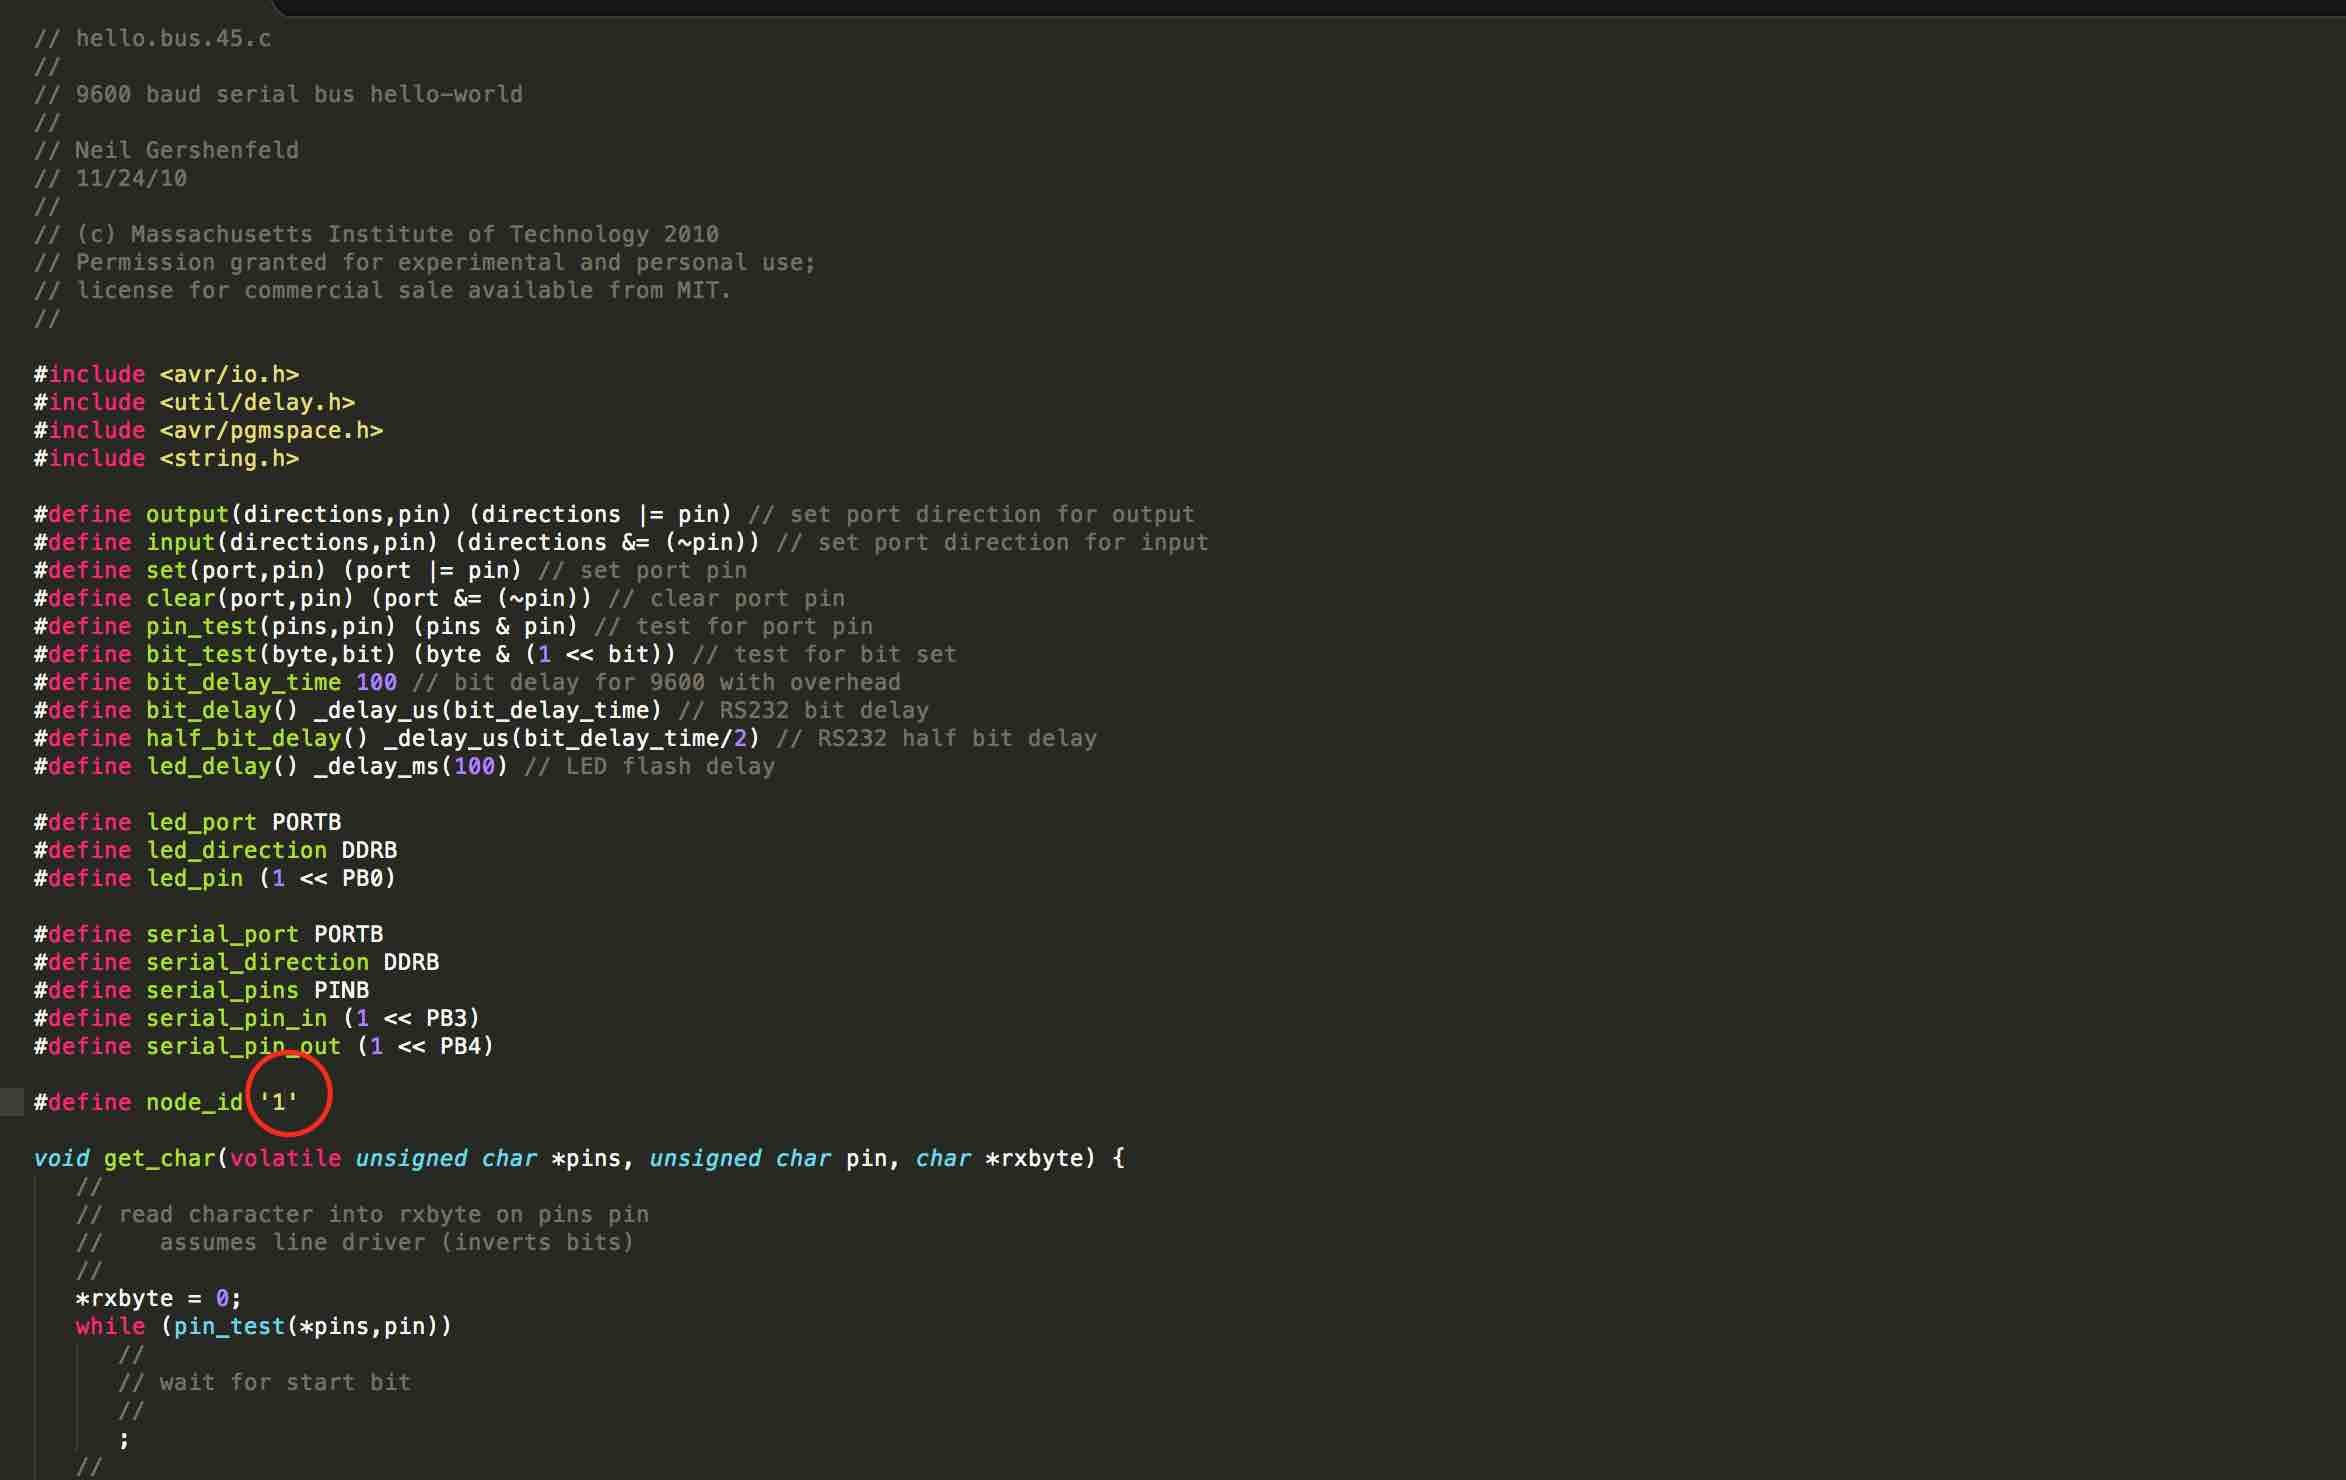 // hello.bus.45.c
//
// 9600 baud serial bus hello-world
//
// Neil Gershenfeld
// 11/24/10
//
// (c) Massachusetts Institute of Technology 2010
// Permission granted for experimental and personal use;
// license for commercial sale available from MIT.
//
#include <avr/io.h>
#include <util/delay.h>
#include <avr/pgmspace.h>
#include <string.h>
#define output(directions,pin) (directions |= pin) // set port direction for output
#define input(directions,pin) (directions &= (~pin)) // set port direction for input
#define set(port,pin) (port |= pin) // set port pin
#define clear(port,pin) (port &= (~pin)) // clear port pin
#define pin_test(pins,pin) (pins & pin) // test for port pin
#define bit_test(byte,bit) (byte & (1 << bit)) // test for bit set
#define bit_delay_time 100 // bit delay for 9600 with overhead
#define bit_delay() _delay_us(bit_delay_time) // RS232 bit delay
#define half_bit_delay() _delay_us(bit_delay_time/2) // RS232 half bit delay
#define led_delay() _delay_ms(100) // LED flash delay
#define led_port PORTB
#define led_direction DDRB
#define led_pin (1 << PB0)
#define serial_port PORTB
#define serial_direction DDRB
#define serial_pins PINB
#define serial_pin_in (1 << PB3)
#define serial_pin_out (1 << PB4)
#define node_id '1'
void get_char(volatile unsigned char *pins, unsigned char pin, char *rxbyte) {
//
// read character into rxbyte on pins pin
//    assumes line driver (inverts bits)
//
*rxbyte = 0;
while (pin_test(*pins,pin))
//
// wait for start bit
//
;
//